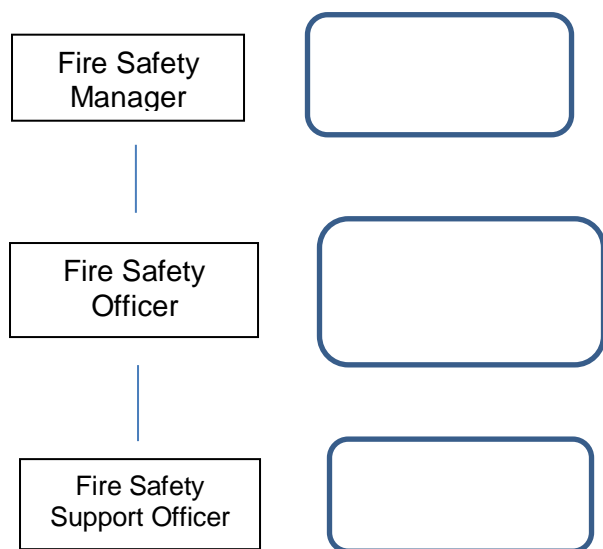 Fire Safety
Manager
Fire Safety
Officer
Fire Safety
Support Officer